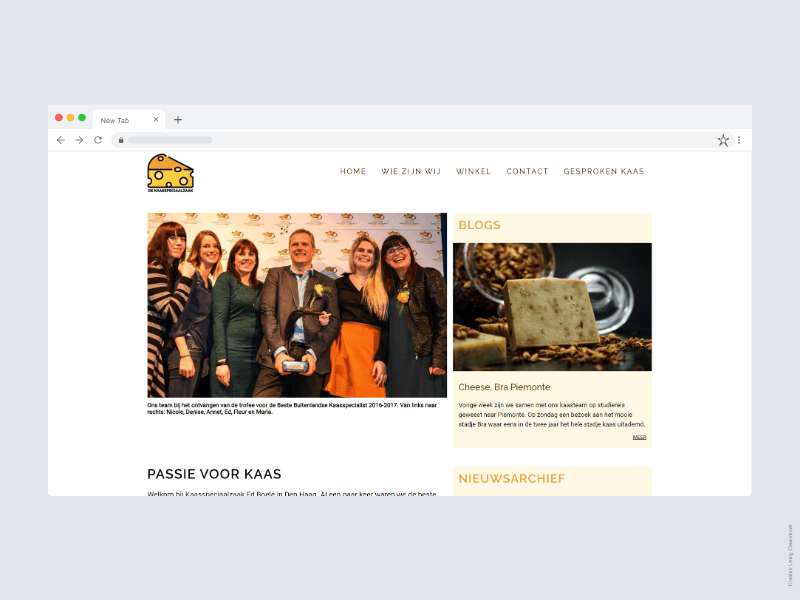 New Tab
DE KAASSPECIAALZAAK
HOME WIE ZIJN WIJ WINKEL CONTACT GESPROKEN KAAS
Ons team bij het ontvangen van de trofee voor de Beste Buitenlandse Kaasspecialist 2016-2017. Van links naar
rechts: Nicole, Denise, Annet, Ed, Fleur en Maria.
PASSIE VOOR KAAS
Welkom bij Kaasspeciaalzaak Ed Boele in Den Haag. Al een paar keer waren we de beste
BLOGS
Cheese, Bra Piemonte
Vorige week zijn we samen met ons kaasteam op studiereis
geweest naar Piemonte. Op zondag een bezoek aan het mooie
stadje Bra waar eens in de twee jaar het hele stadje kaas uitademd.
MEER
NIEUWSARCHIEF
Created Using Cleanmock